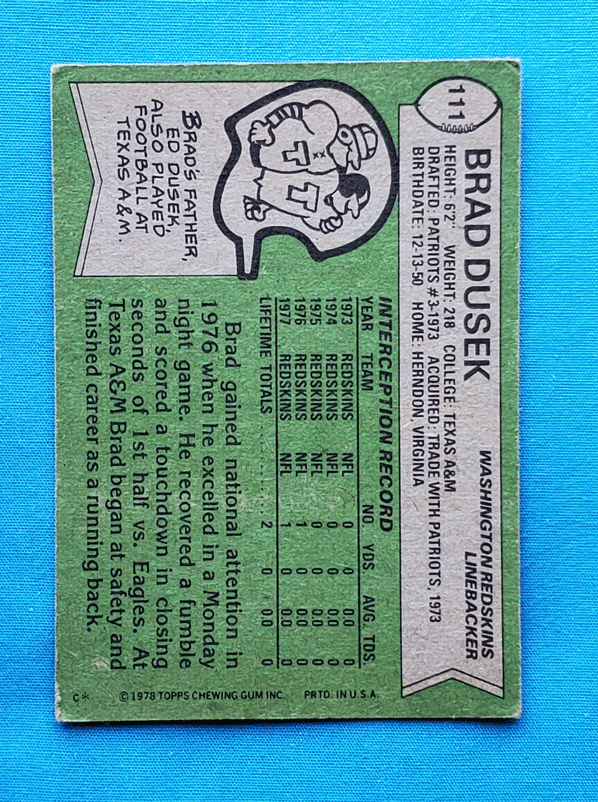 111
BRAD DUSEK
WASHINGTON REDSKINS
LINEBACKER
HEIGHT: 6'2" WEIGHT: 218 COLLEGE: TEXAS A&M
DRAFTED: PATRIOTS #3-1973 ACQUIRED: TRADE WITH PATRIOTS, 1973
BIRTHDATE: 12-13-50 HOME: HERNDON, VIRGINIA
T
T
BRAD'S FATHER,
ED DUSEK,
ALSO PLAYED
FOOTBALL AT
TEXAS A&M.
INTERCEPTION RECORD
YEAR TEAM NO. YDS. AVG. TDS.
1973 REDSKINS NFL 0 0 0.0 0
1974 REDSKINS NFL 0 0 0.0 0
1975 REDSKINS NFL 0 0 0.0 0
1976 REDSKINS NFL 1 0 0.0 0
1977 REDSKINS NFL 1 0 0.0 0
LIFETIME TOTALS .......... 2 0 0.0 0
Brad gained national attention in
1976 when he excelled in a Monday
night game. He recovered a fumble
and scored a touchdown in closing
seconds of 1st half vs. Eagles. At
Texas A&M Brad began at safety and
finished career as a running back.
C* © 1978 TOPPS CHEWING GUM INC. PRTD. IN U.S.A.